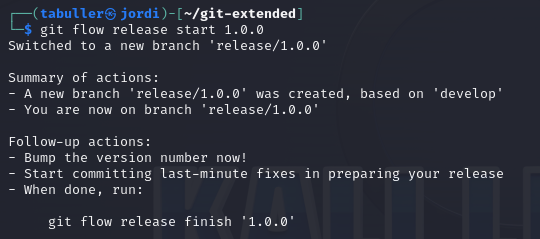 ┌──(tabuller㉿jordi)-[~/git-extended]
└─$ git flow release start 1.0.0
Switched to a new branch 'release/1.0.0'

Summary of actions:
- A new branch 'release/1.0.0' was created, based on 'develop'
- You are now on branch 'release/1.0.0'

Follow-up actions:
- Bump the version number now!
- Start committing last-minute fixes in preparing your release
- When done, run:

     git flow release finish '1.0.0'